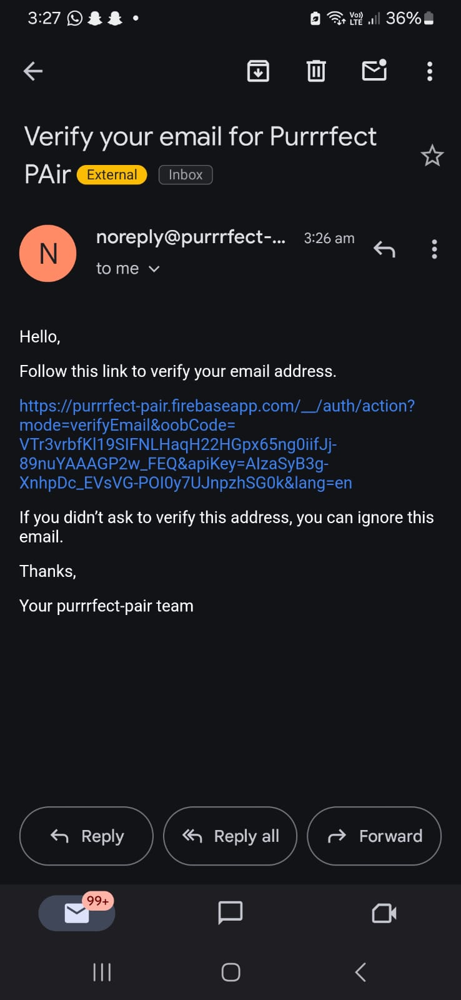 3:27
Vo))
LTE
36%
Verify your email for Purrrfect
PAir External Inbox
N
noreply@purrrfect-... 3:26 am
to me
Hello,
Follow this link to verify your email address.
https://purrrfect-pair.firebaseapp.com/__/auth/action?
mode=verifyEmail&oobCode=
VTr3vrbfKl19SIFNLHaqH22HGpx65ng0iifJj-
89nuYAAAGP2w_FEQ&apiKey=AIzaSyB3g-
XnhpDc_EVsVG-POI0y7UJnpzhSG0k&lang=en
If you didn’t ask to verify this address, you can ignore this
email.
Thanks,
Your purrrfect-pair team
Reply Reply all Forward
99+